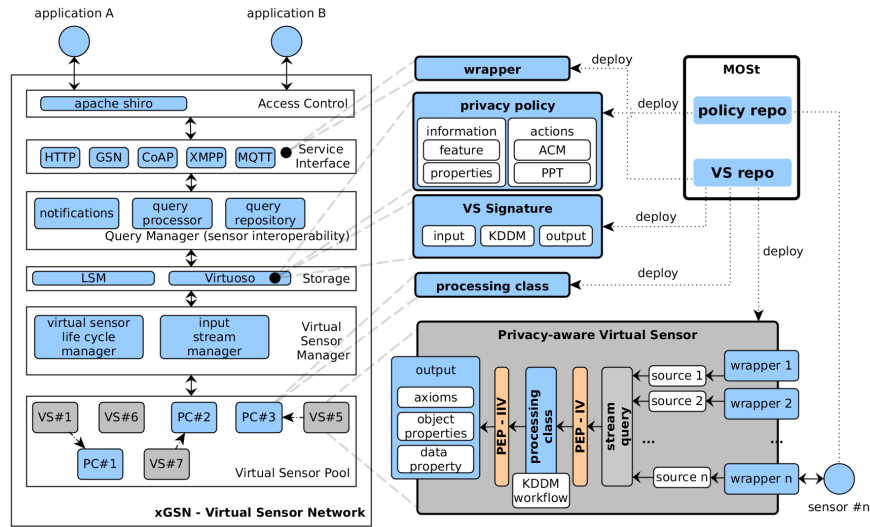 application A
application B
apache shiro
Access Control
HTTP
GSN
CoAP
XMPP
MQTT
Service
Interface
notifications
query
processor
query
repository
Query Manager (sensor interoperability)
LSM
Virtuoso
Storage
virtual sensor
life cycle
manager
input
stream
manager
Virtual
Sensor
Manager
VS#1
VS#6
PC#2
PC#3
VS#5
PC#1
VS#7
Virtual Sensor Pool
xGSN - Virtual Sensor Network
wrapper
privacy policy
information
feature
properties
actions
ACM
PPT
VS Signature
input
KDDM
output
processing class
deploy
deploy
deploy
deploy
deploy
MOSt
policy repo
VS repo
Privacy-aware Virtual Sensor
output
axioms
object
properties
data
property
PEP - IIV
processing
class
KDDM
workflow
PEP - IV
stream
query
source 1
source 2
...
source n
wrapper 1
wrapper 2
...
wrapper n
sensor #n